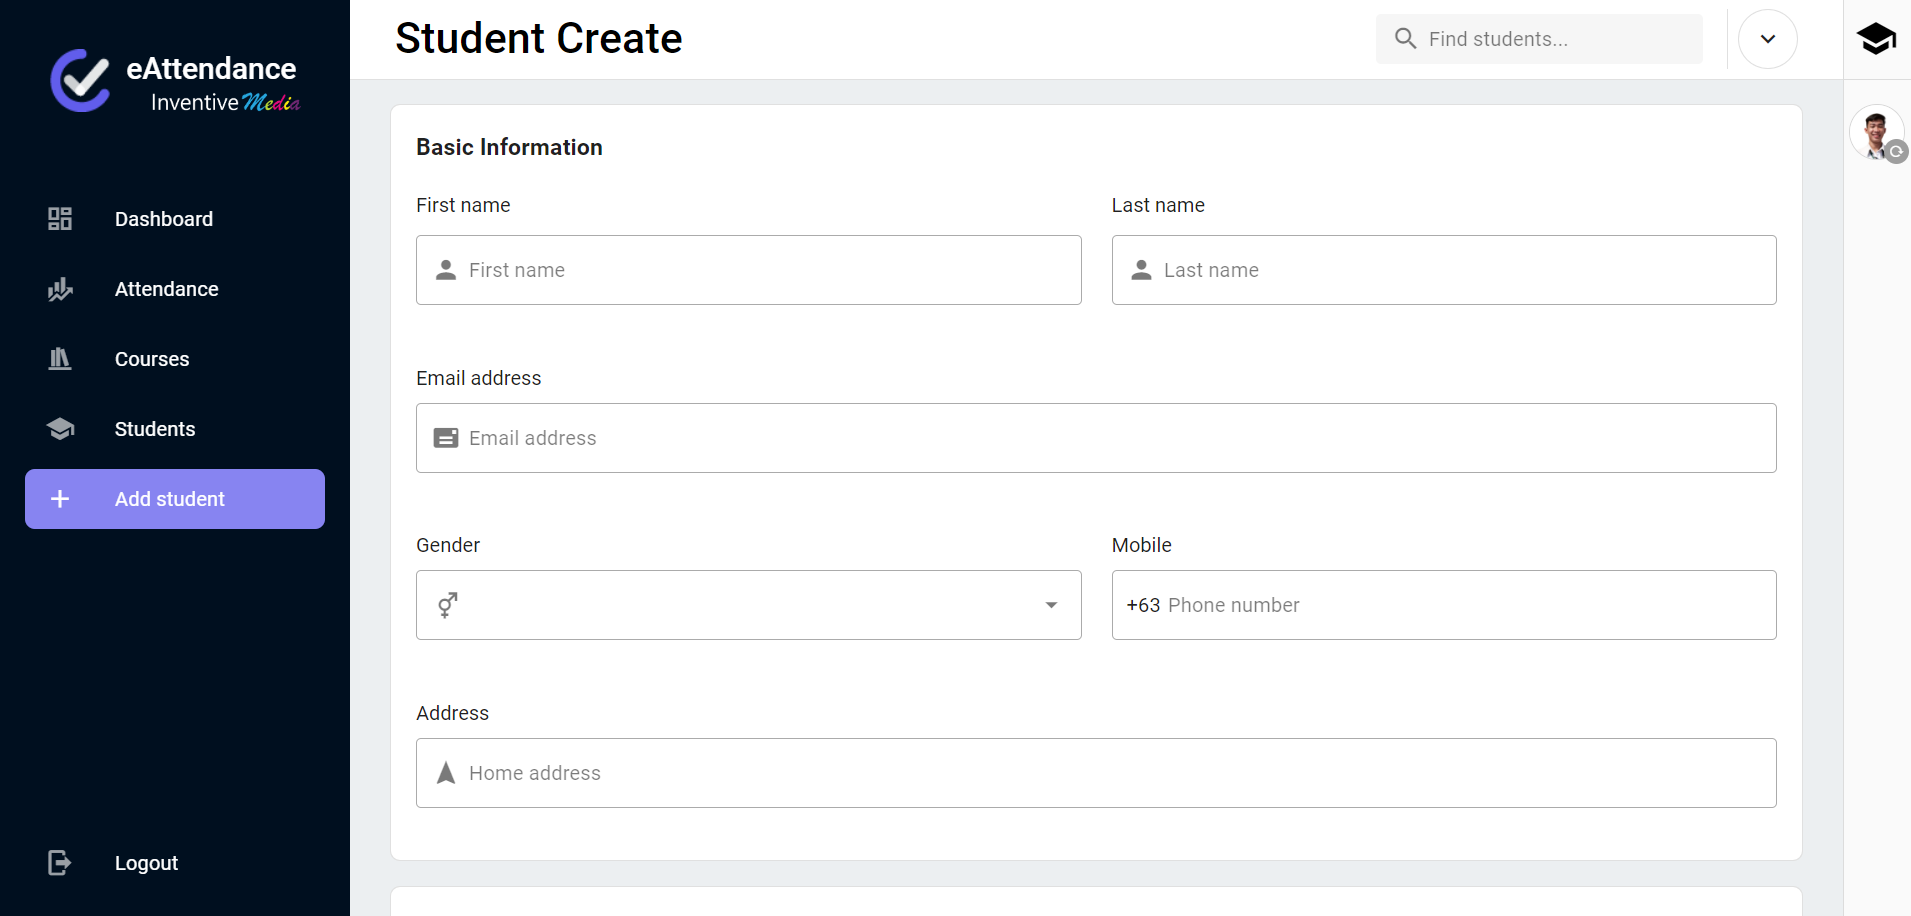 eAttendance
Inventive Media
Dashboard
Attendance
Courses
Students
Add student
Logout
Student Create
Find students...
Basic Information
First name
Last name
First name
Last name
Email address
Email address
Gender
Mobile
+63 Phone number
Address
Home address